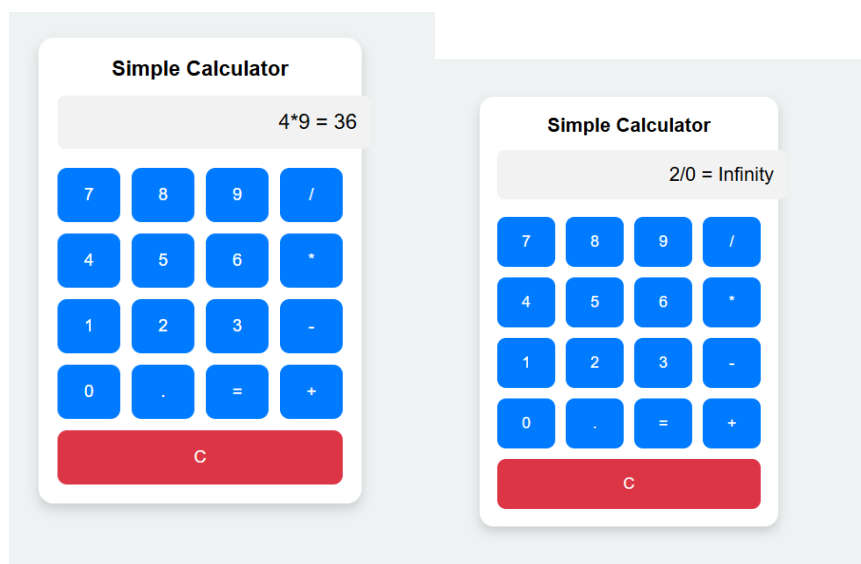 Simple Calculator
4*9 = 36
7 8 9 /
4 5 6 *
1 2 3 -
0 . = +
C
Simple Calculator
2/0 = Infinity
7 8 9 /
4 5 6 *
1 2 3 -
0 . = +
C